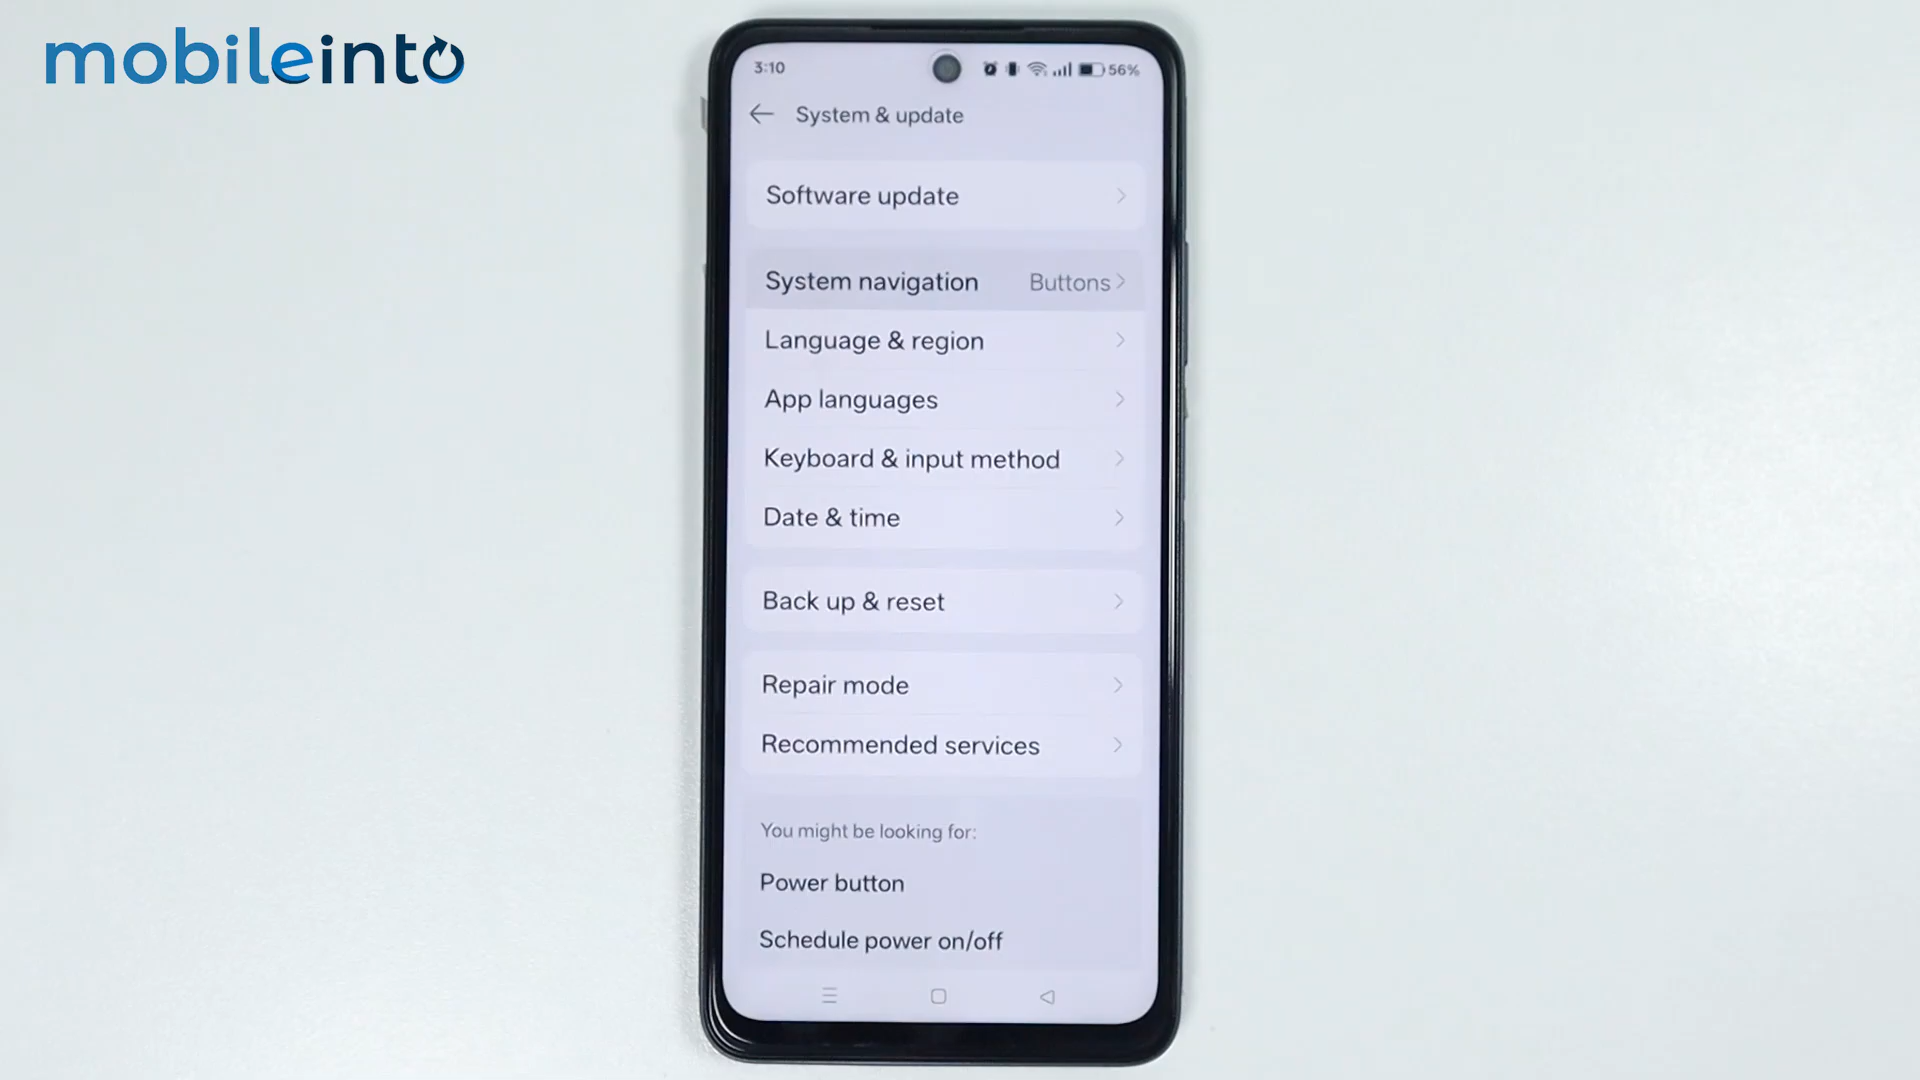 mobileinto
3:10
56%
System & update
Software update
System navigation Buttons
Language & region
App languages
Keyboard & input method
Date & time
Back up & reset
Repair mode
Recommended services
You might be looking for:
Power button
Schedule power on/off